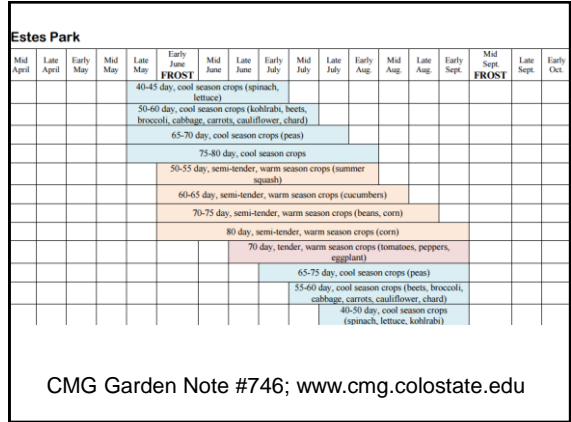 Estes Park
Mid April
Late April
Early May
Mid May
Late May
Early June FROST
Mid June
Late June
Early July
Mid July
Late July
Early Aug.
Mid Aug.
Late Aug.
Early Sept.
Mid Sept. FROST
Late Sept.
Early Oct.
40-45 day, cool season crops (spinach,
lettuce)
50-60 day, cool season crops (kohlrabi, beets,
broccoli, cabbage, carrots, cauliflower, chard)
65-70 day, cool season crops (peas)
75-80 day, cool season crops
50-55 day, semi-tender, warm season crops (summer
squash)
60-65 day, semi-tender, warm season crops (cucumbers)
70-75 day, semi-tender, warm season crops (beans, corn)
80 day, semi-tender, warm season crops (corn)
70 day, tender, warm season crops (tomatoes, peppers,
eggplant)
65-75 day, cool season crops (peas)
55-60 day, cool season crops (beets, broccoli,
cabbage, carrots, cauliflower, chard)
40-50 day, cool season crops
(spinach, lettuce, kohlrabi)
CMG Garden Note #746; www.cmg.colostate.edu